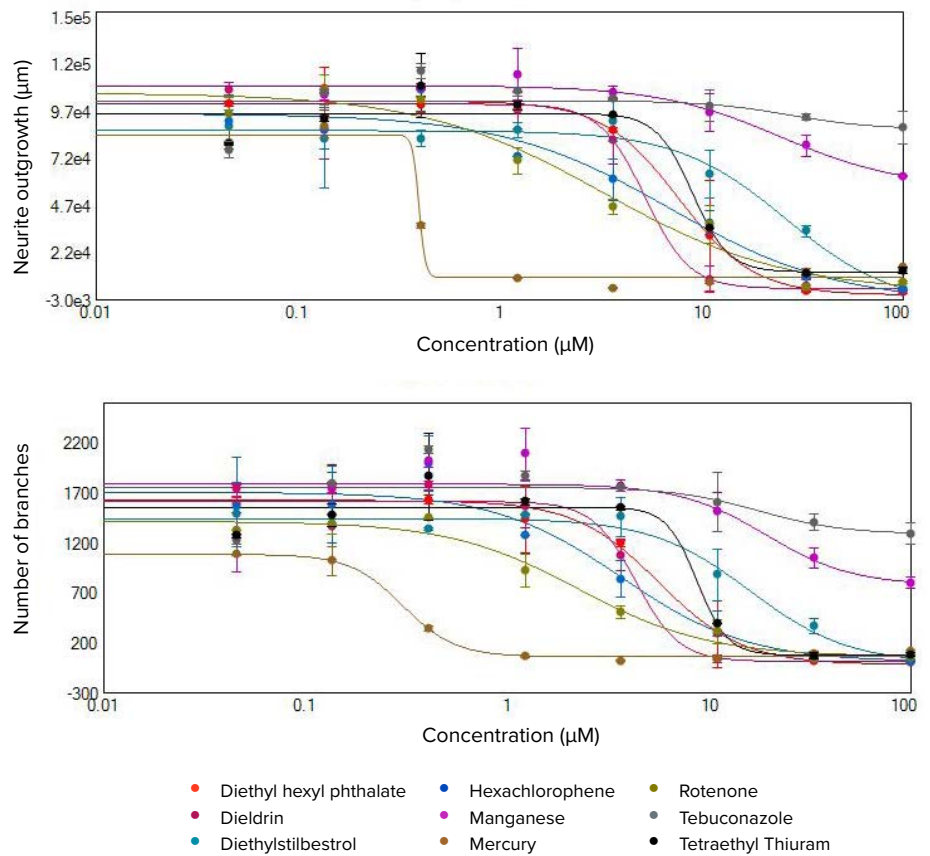 1.5e5
1.2e5
9.7e4
7.2e4
4.7e4
2.2e4
-3.0e3
Neurite outgrowth (µm)
0.01 0.1 1 10 100
Concentration (µM)
2200
1700
1200
700
200
-300
Number of branches
0.01 0.1 1 10 100
Concentration (µM)
Diethyl hexyl phthalate Hexachlorophene Rotenone
Dieldrin Manganese Tebuconazole
Diethylstilbestrol Mercury Tetraethyl Thiuram